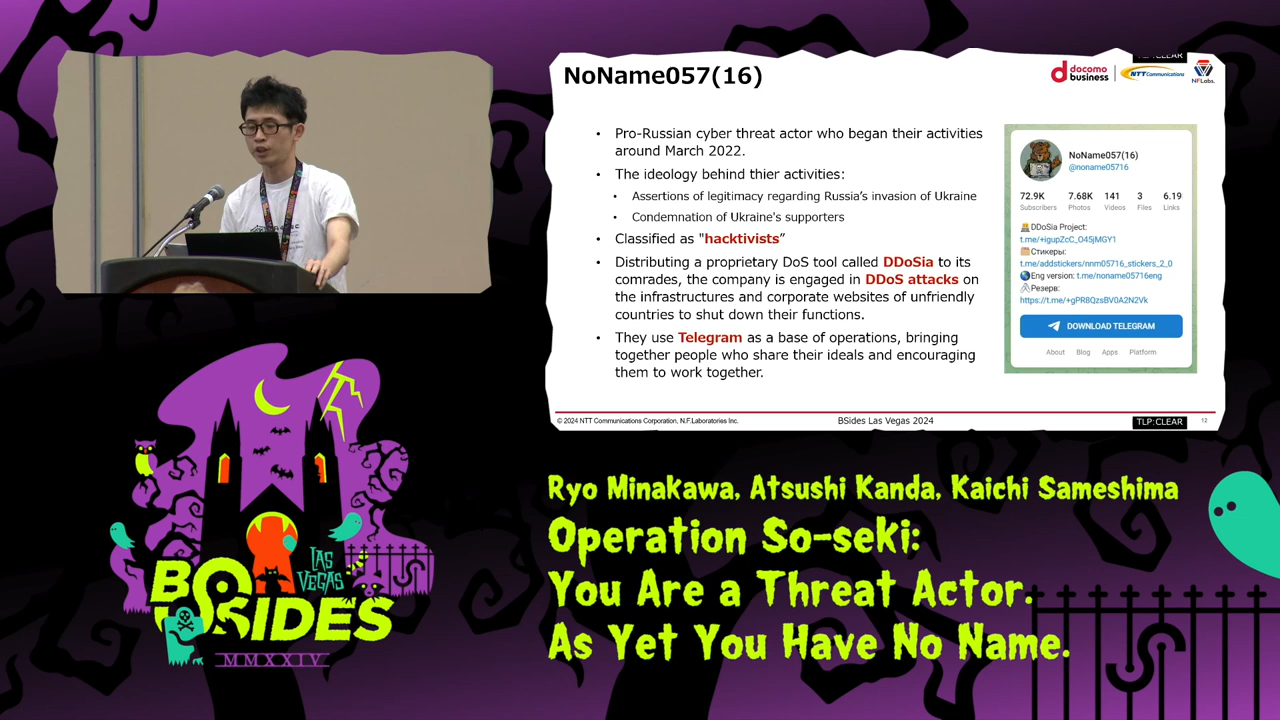 NoName057(16)
docomo
business
NTT Communications
NFLabs.
TLP:CLEAR
• Pro-Russian cyber threat actor who began their activities
around March 2022.
• The ideology behind thier activities:
• Assertions of legitimacy regarding Russia's invasion of Ukraine
• Condemnation of Ukraine's supporters
• Classified as "hacktivists"
• Distributing a proprietary DoS tool called DDoSia to its
comrades, the company is engaged in DDoS attacks on
the infrastructures and corporate websites of unfriendly
countries to shut down their functions.
• They use Telegram as a base of operations, bringing
together people who share their ideals and encouraging
them to work together.
NoName057(16)
@noname05716
72.9K 7.68K 141 3 6.19
Subscribers Photos Videos Files Links
DDoSia Project:
t.me/+igupZcC_O45jMGY1
Стикеры:
t.me/addstickers/nnm05716_stickers_2_0
Eng version: t.me/noname05716eng
Резерв:
https://t.me/+gPR8QzsBV0A2N2Vk
DOWNLOAD TELEGRAM
About Blog Apps Platform
© 2024 NTT Communications Corporation, N.F.Laboratories Inc.
BSides Las Vegas 2024
TLP:CLEAR
12
Ryo Minakawa, Atsushi Kanda, Kaichi Sameshima
Operation So-seki:
You Are a Threat Actor.
As Yet You Have No Name.
LAS
VEGAS
BSIDES
MMXXIV